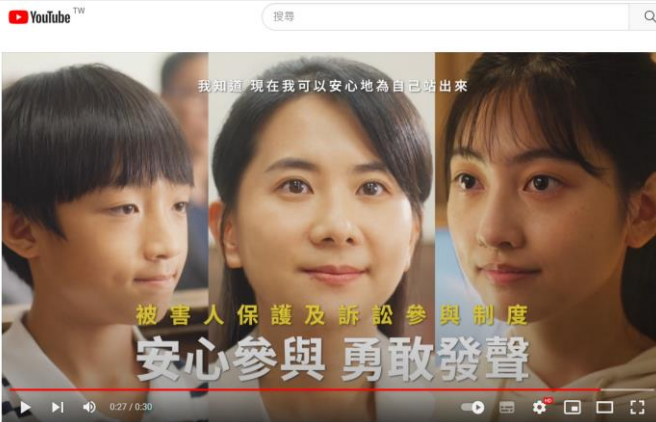 YouTube TW
搜尋
我知道 現在我可以安心地為自己站出來
被害人保護及訴訟參與制度
安心參與 勇敢發聲
0:27 / 0:30
HD